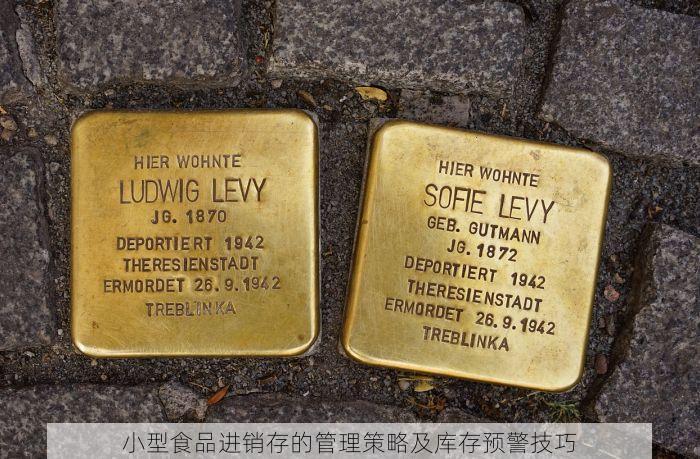 HIER WOHNTE
LUDWIG LEVY
JG. 1870
DEPORTIERT 1942
THERESIENSTADT
ERMORDET 26.9.1942
TREBLINKA
HIER WOHNTE
SOFIE LEVY
GEB. GUTMANN
JG. 1872
DEPORTIERT 1942
THERESIENSTADT
ERMORDET 26.9.1942
TREBLINKA
小型食品进销存的管理策略及库存预警技巧